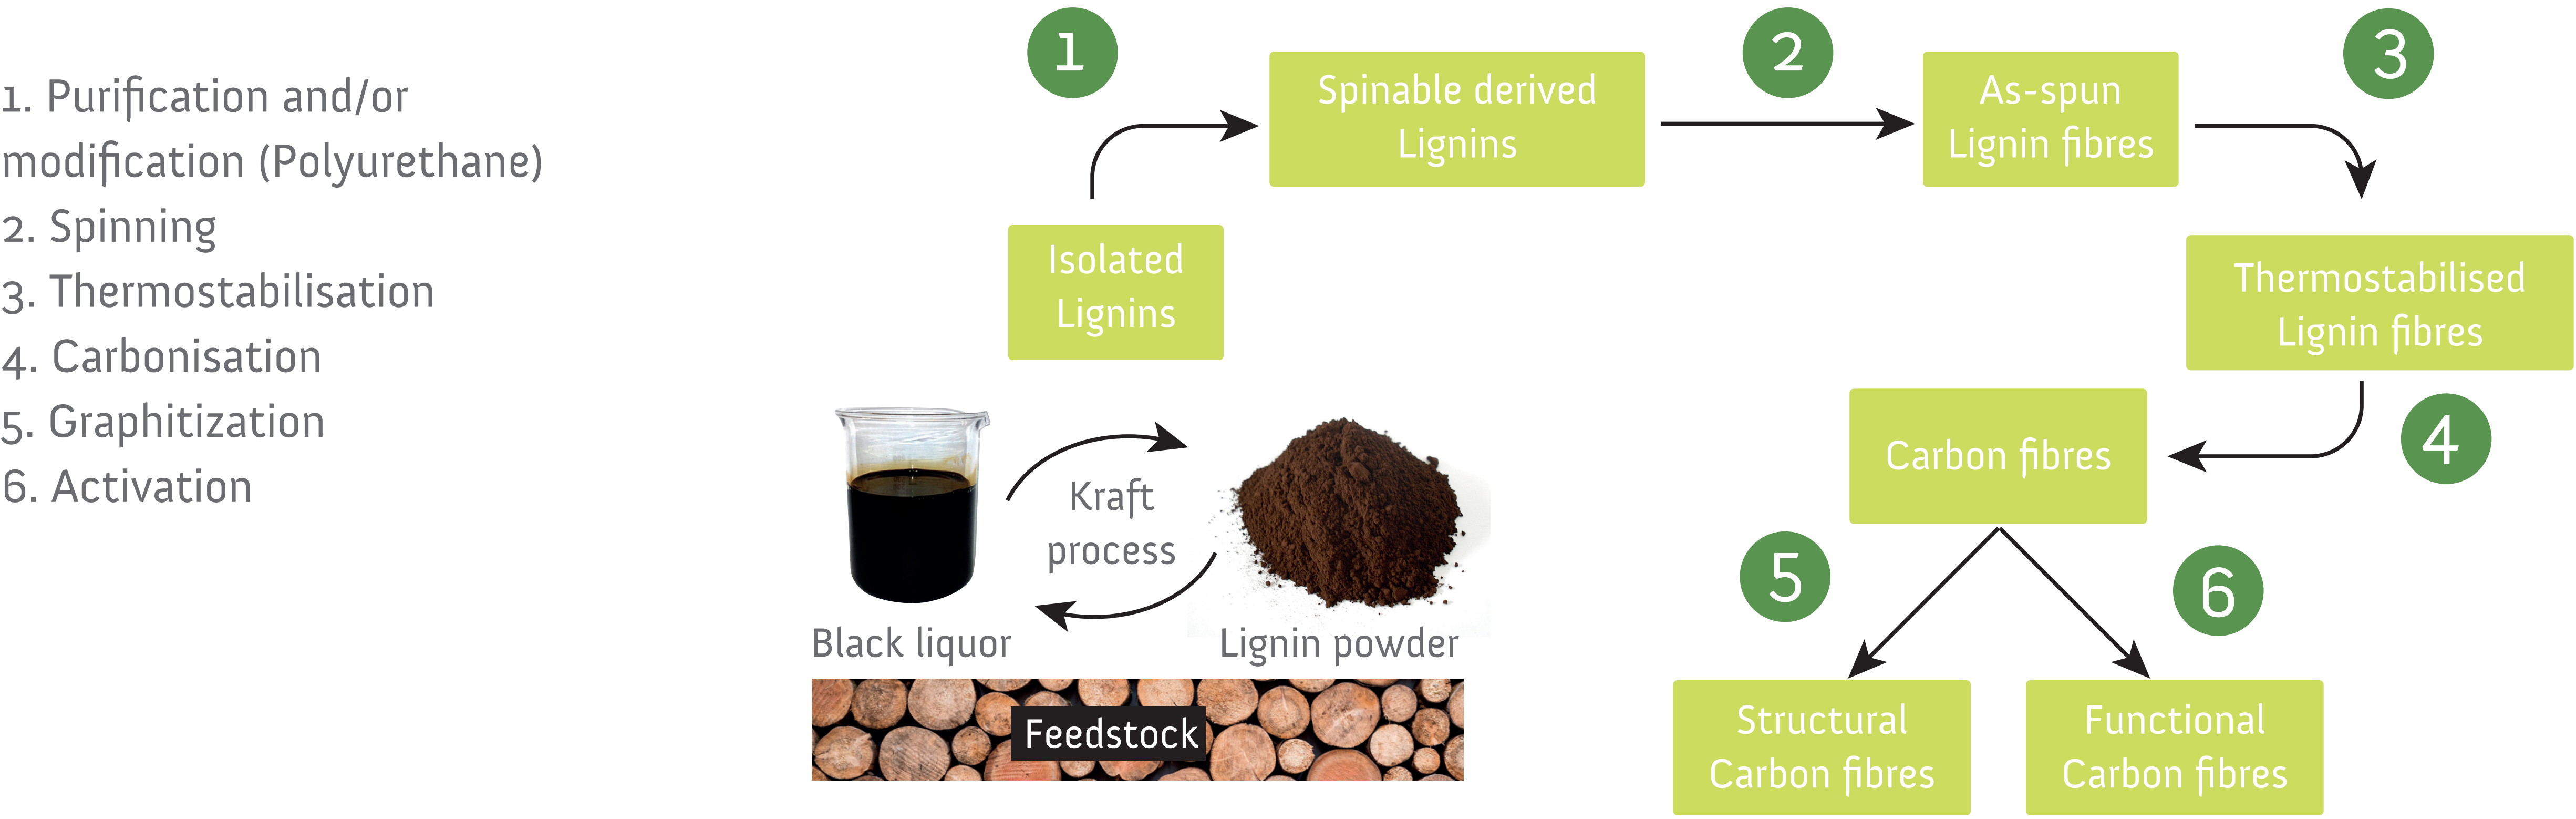 1. Purification and/or
modification (Polyurethane)
2. Spinning
3. Thermostabilisation
4. Carbonisation
5. Graphitization
6. Activation
1
Isolated
Lignins
Spinable derived
Lignins
2
As-spun
Lignin fibres
3
Thermostabilised
Lignin fibres
4
Carbon fibres
5
6
Structural
Carbon fibres
Functional
Carbon fibres
Kraft
process
Black liquor
Lignin powder
Feedstock